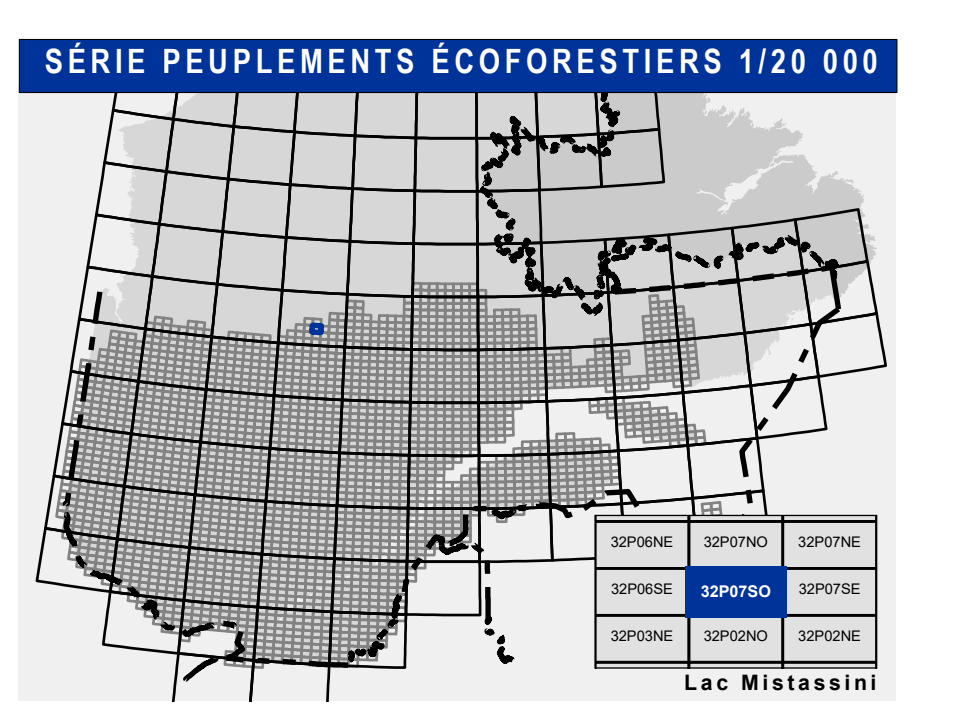 SÉRIE PEUPLEMENTS ÉCOFORESTIERS 1/20 000
32P06NE 32P07NO 32P07NE
32P06SE 32P07SO 32P07SE
32P03NE 32P02NO 32P02NE
Lac Mistassini